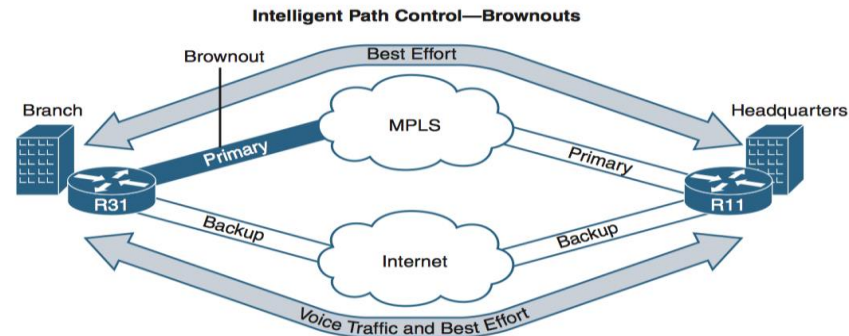 Intelligent Path Control—Brownouts
Best Effort
Brownout
Branch
Headquarters
MPLS
Primary
Primary
R31
R11
Backup
Backup
Internet
Voice Traffic and Best Effort